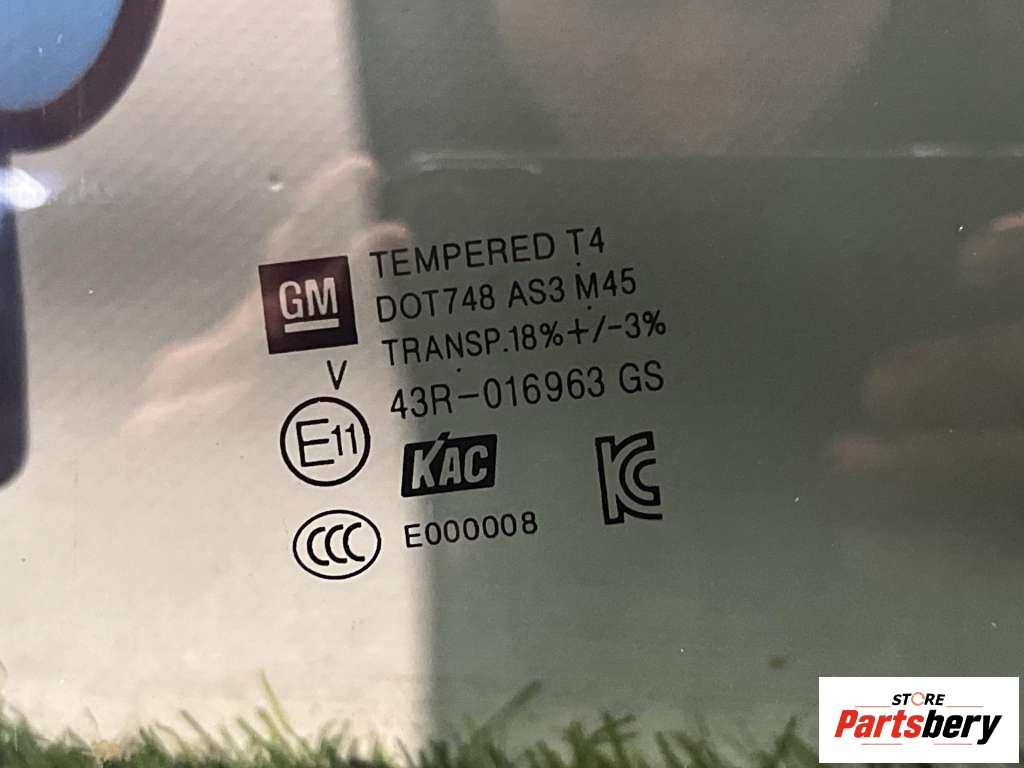 GM
TEMPERED T4
DOT748 AS3 M45
TRANSP.18%+/-3%
V
43R-016963 GS
E11
KAC
KC
CCC
E000008
STORE
Partsbery